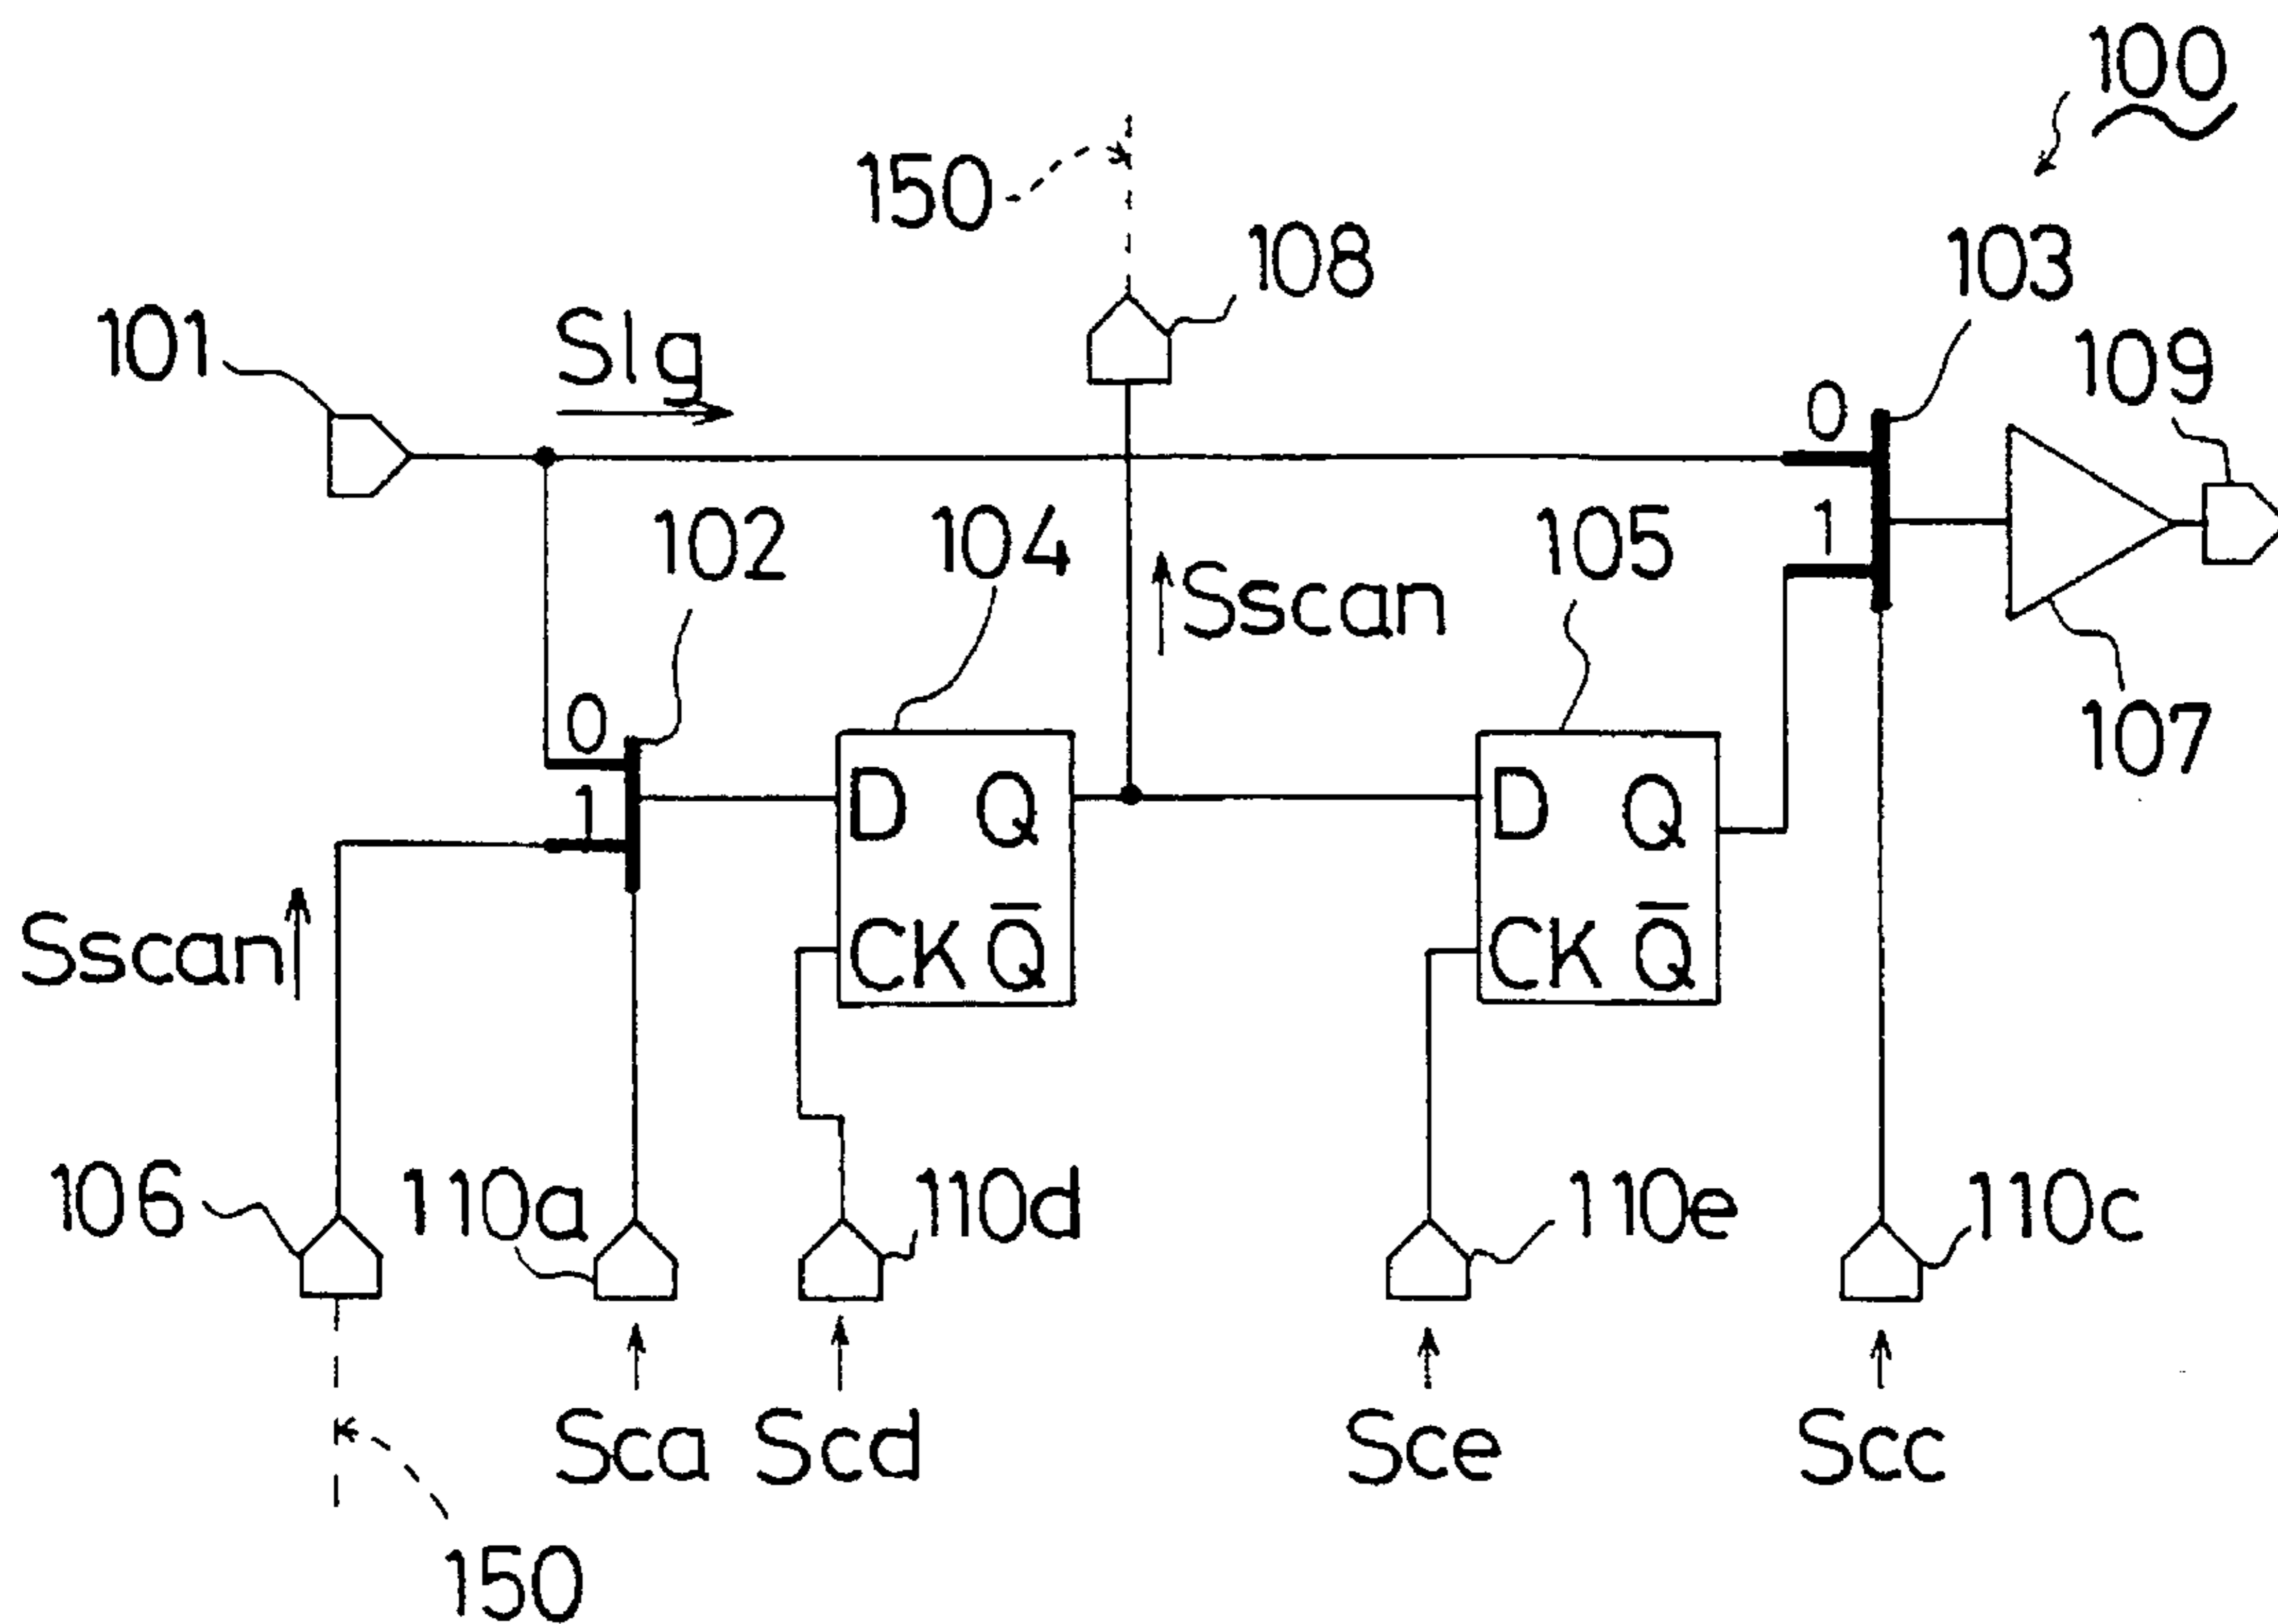 100
150
108
103
101
Slg
109
0
102
104
105
1
Sscan
107
0
D Q
D Q
1
Sscan
CK Q̅
CK Q̅
106
110a
110d
110e
110c
Sca
Scd
Sce
Scc
150